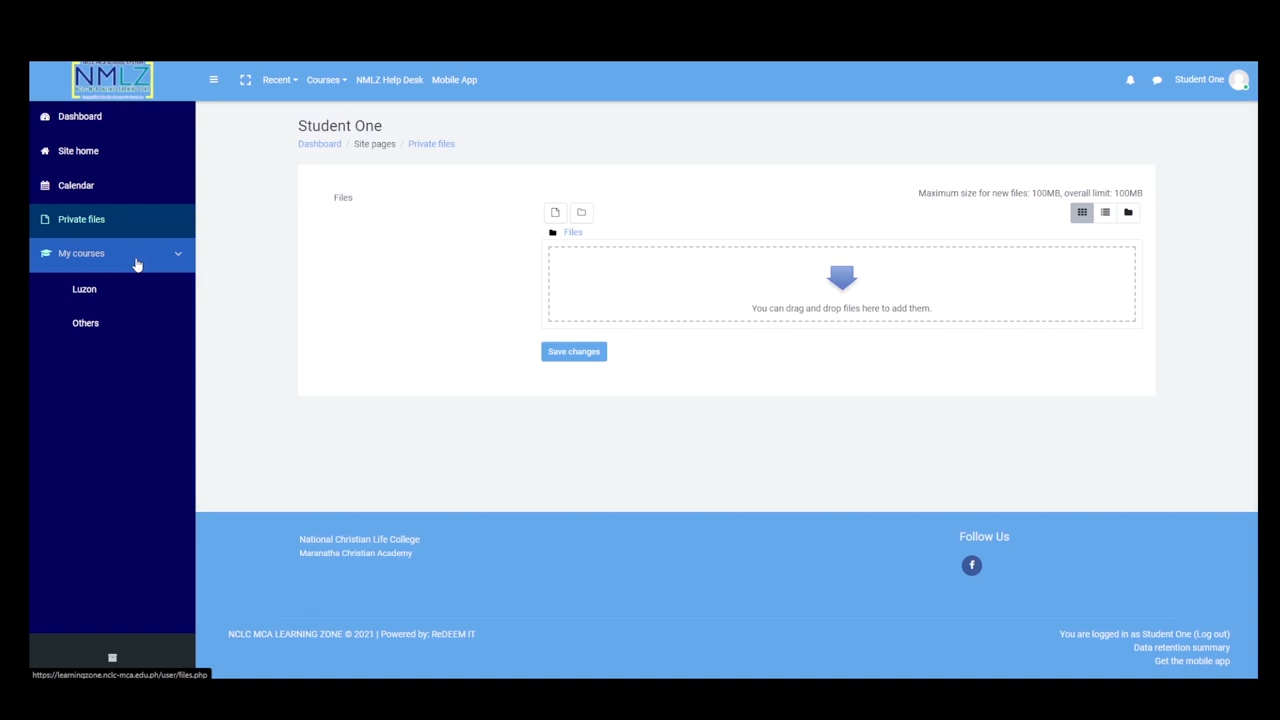 NCLC MCA SCHOOL SYSTEM
NMLZ
Recent
Courses
NMLZ Help Desk
Mobile App
Student One
Dashboard
Site home
Calendar
Private files
My courses
Luzon
Others
Student One
Dashboard / Site pages / Private files
Files
Maximum size for new files: 100MB, overall limit: 100MB
Files
You can drag and drop files here to add them.
Save changes
National Christian Life College
Maranatha Christian Academy
Follow Us
NCLC MCA LEARNING ZONE © 2021 | Powered by: ReDEEM IT
You are logged in as Student One (Log out)
Data retention summary
Get the mobile app
https://learningzone.nclc-mca.edu.ph/user/files.php